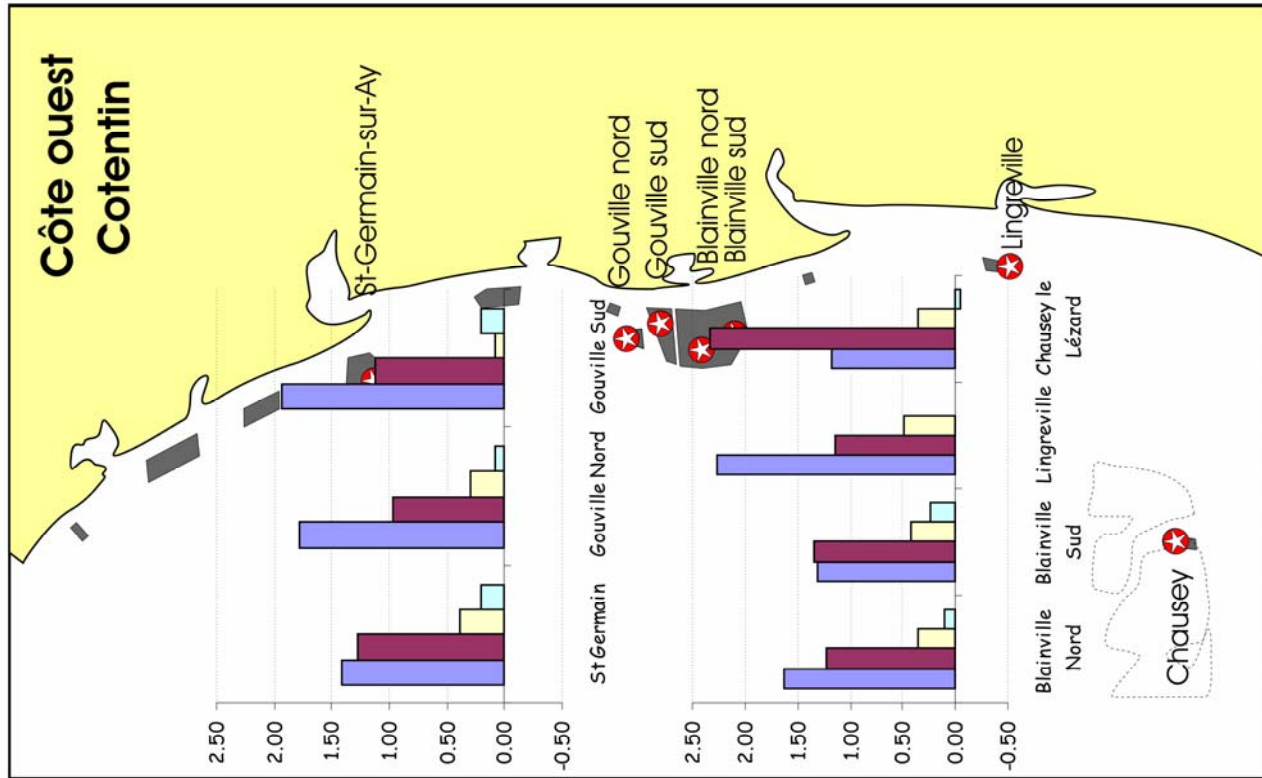 Côte ouest
Cotentin
St-Germain-sur-Ay
Gouville nord
Gouville sud
Blainville nord
Blainville sud
Lingreville
Chausey
2.50
2.00
1.50
1.00
0.50
0.00
-0.50
St Germain
Gouville Nord
Gouville Sud
2.50
2.00
1.50
1.00
0.50
0.00
-0.50
Blainville
Nord
Blainville
Sud
Lingreville
Chausey le
Lézard